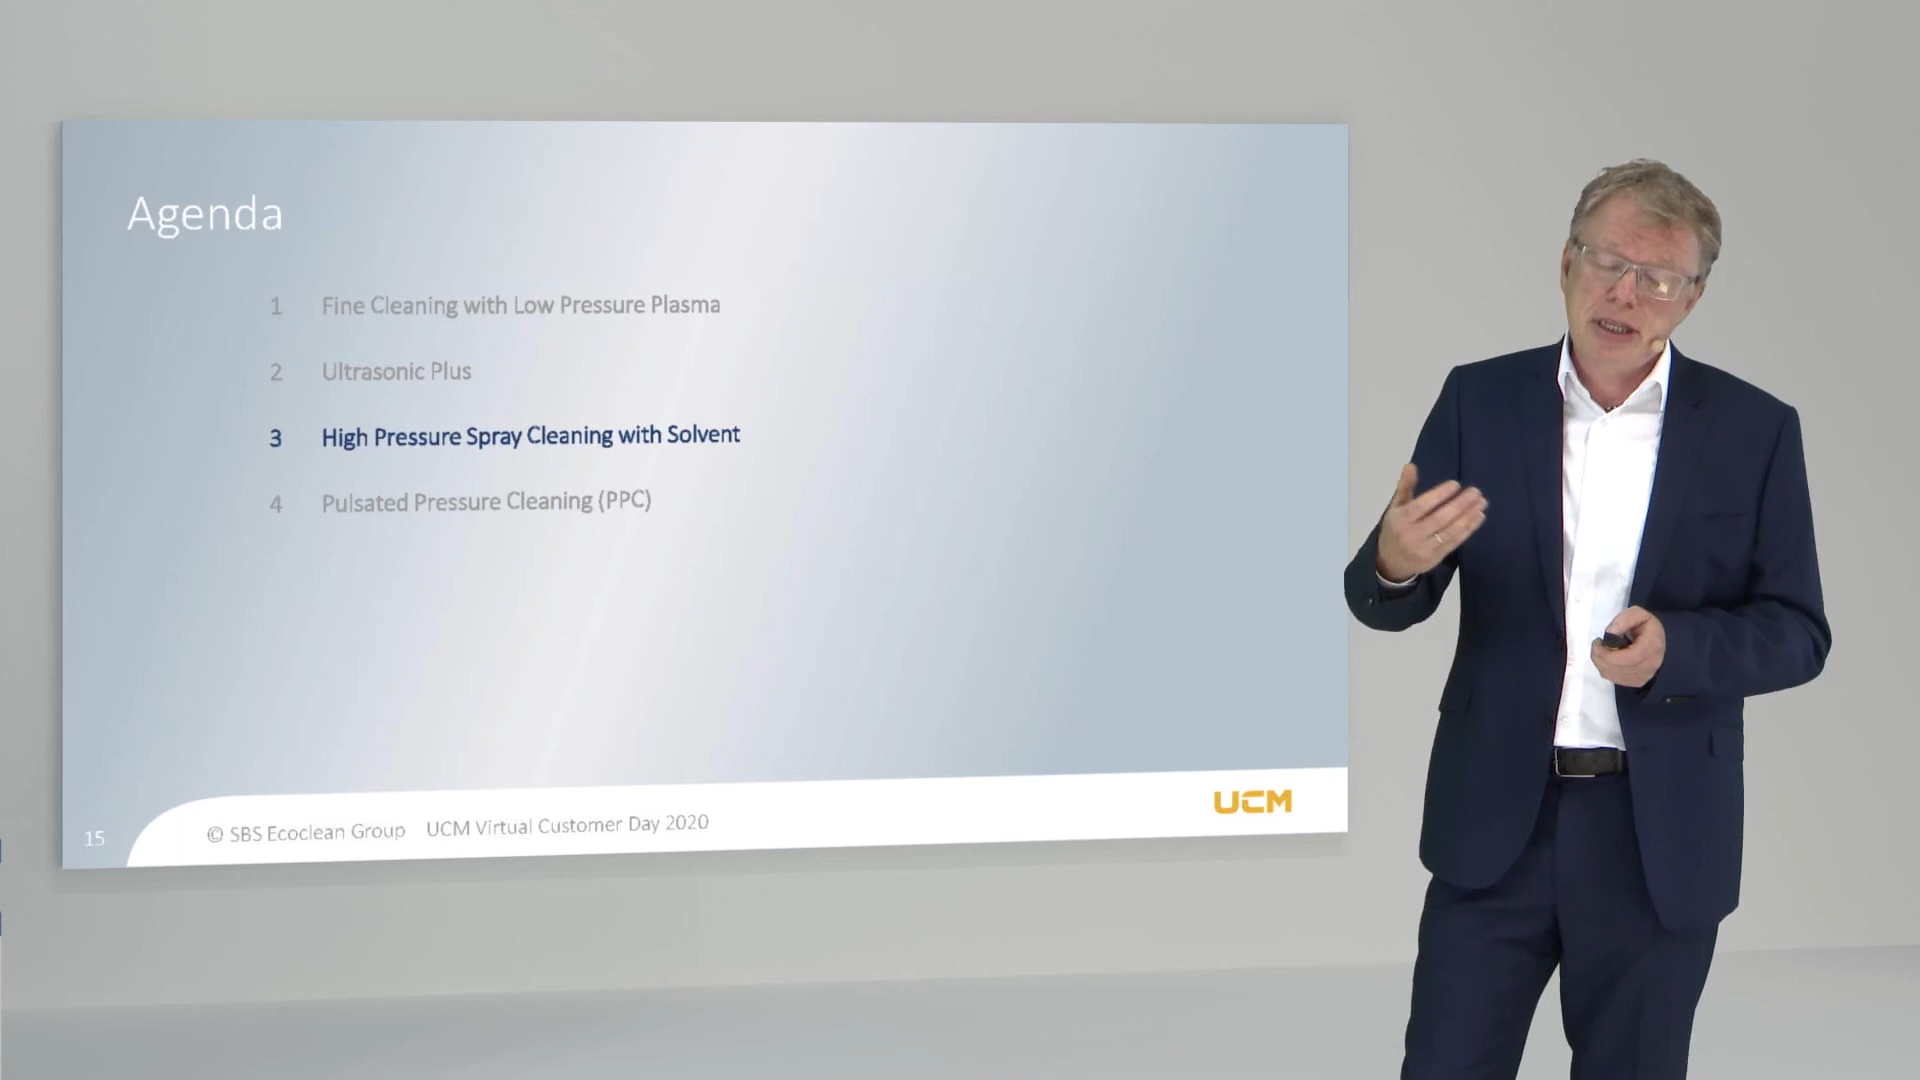 Agenda
1 Fine Cleaning with Low Pressure Plasma
2 Ultrasonic Plus
3 High Pressure Spray Cleaning with Solvent
4 Pulsated Pressure Cleaning (PPC)
15 © SBS Ecoclean Group UCM Virtual Customer Day 2020 UCM